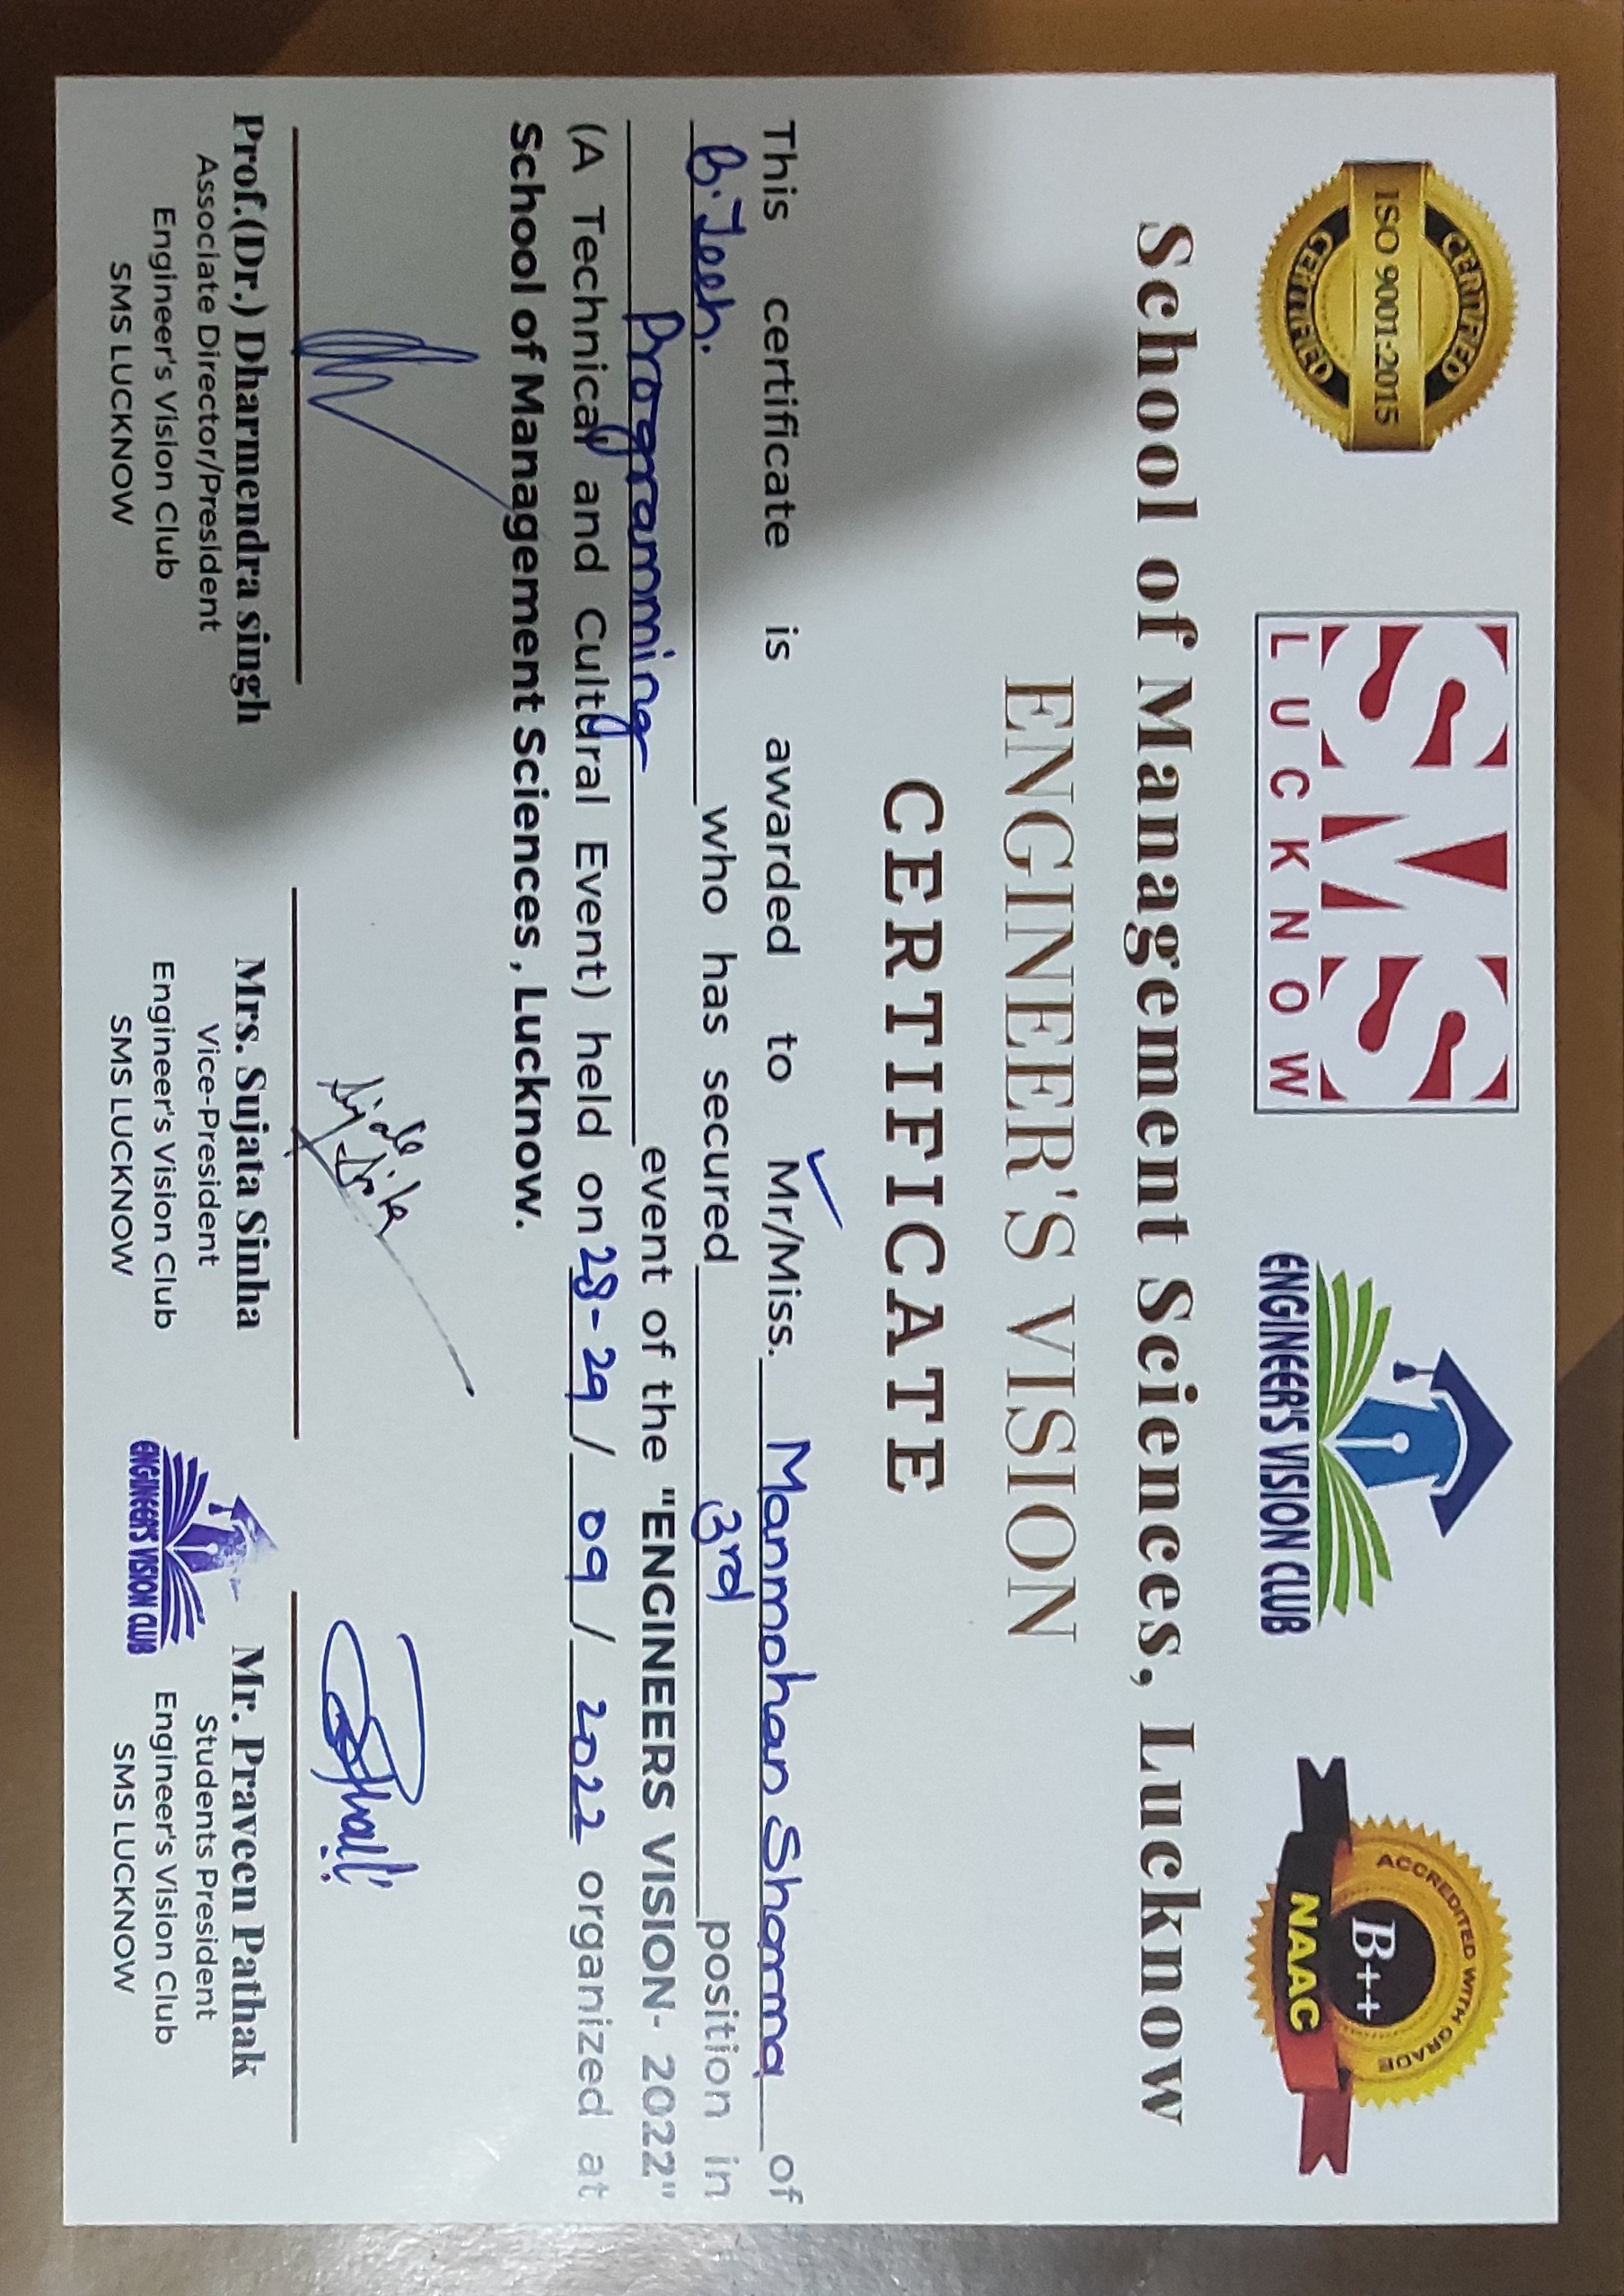 CERTIFIED
ISO 9001:2015
CERTIFIED
SMS
LUCKNOW
ENGINEER'S VISION CLUB
ACCREDITED WITH GRADE
B++
NAAC
School of Management Sciences, Lucknow
ENGINEER'S VISION
CERTIFICATE
This certificate is awarded to Mr/Miss. Manmohan Sharma of
B.Tech. who has secured 3rd position in
Programming event of the "ENGINEERS VISION- 2022"
(A Technical and Cultural Event) held on 28-29 / 09 / 2022 organized at
School of Management Sciences , Lucknow.
Sujata
Sinha
Prof.(Dr.) Dharmendra singh
Associate Director/President
Engineer's Vision Club
SMS LUCKNOW
Mrs. Sujata Sinha
Vice-President
Engineer's Vision Club
SMS LUCKNOW
ENGINEER'S VISION CLUB
Mr. Praveen Pathak
Students President
Engineer's Vision Club
SMS LUCKNOW